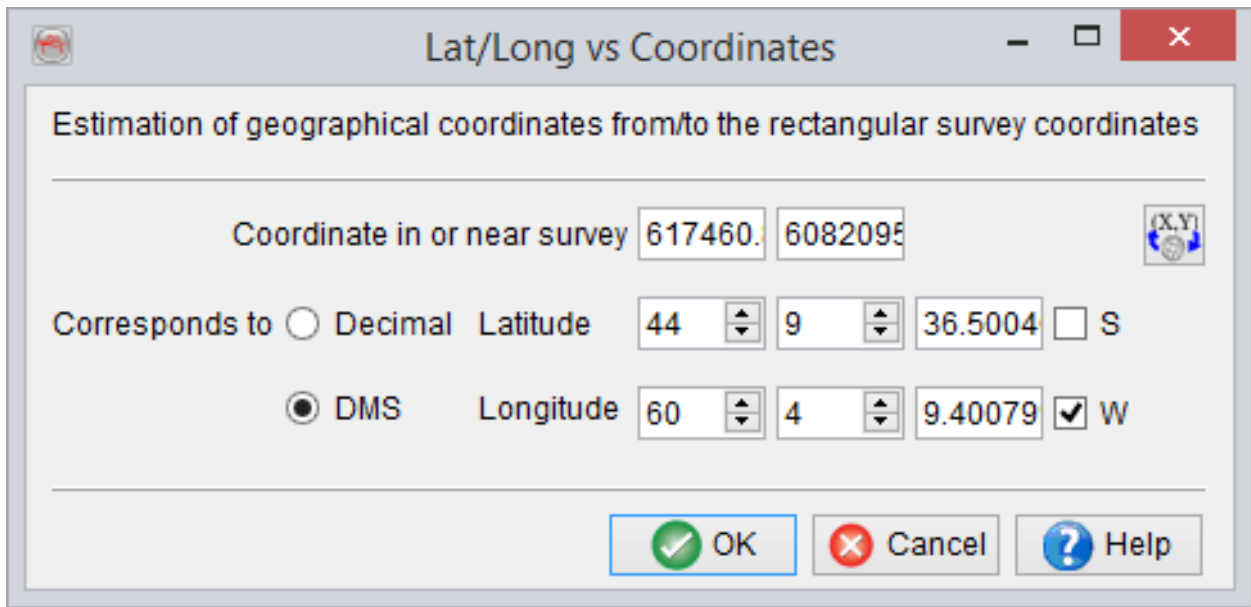 Lat/Long vs Coordinates
Estimation of geographical coordinates from/to the rectangular survey coordinates
Coordinate in or near survey 617460. 6082095 (X,Y)
Corresponds to Decimal Latitude 44 9 36.5004 S
DMS Longitude 60 4 9.40079 W
OK Cancel Help